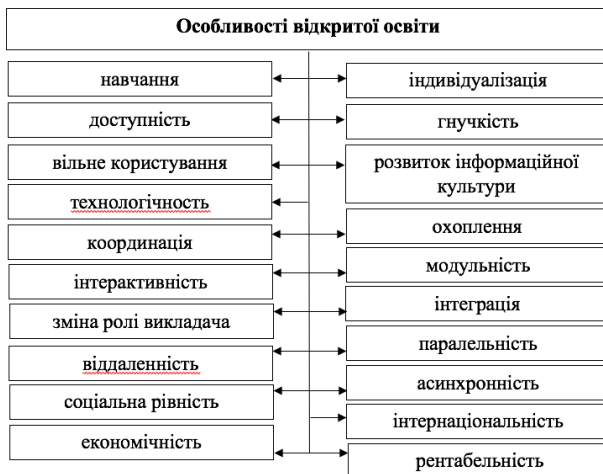 Особливості відкритої освіти
навчання
доступність
вільне користування
технологічность
координація
інтерактивність
зміна ролі викладача
віддаленність
соціальна рівність
економічність
індивідуалізація
гнучкість
розвиток інформаційної
культури
охоплення
модульність
інтеграція
паралельність
асинхронність
інтернаціональність
рентабельність